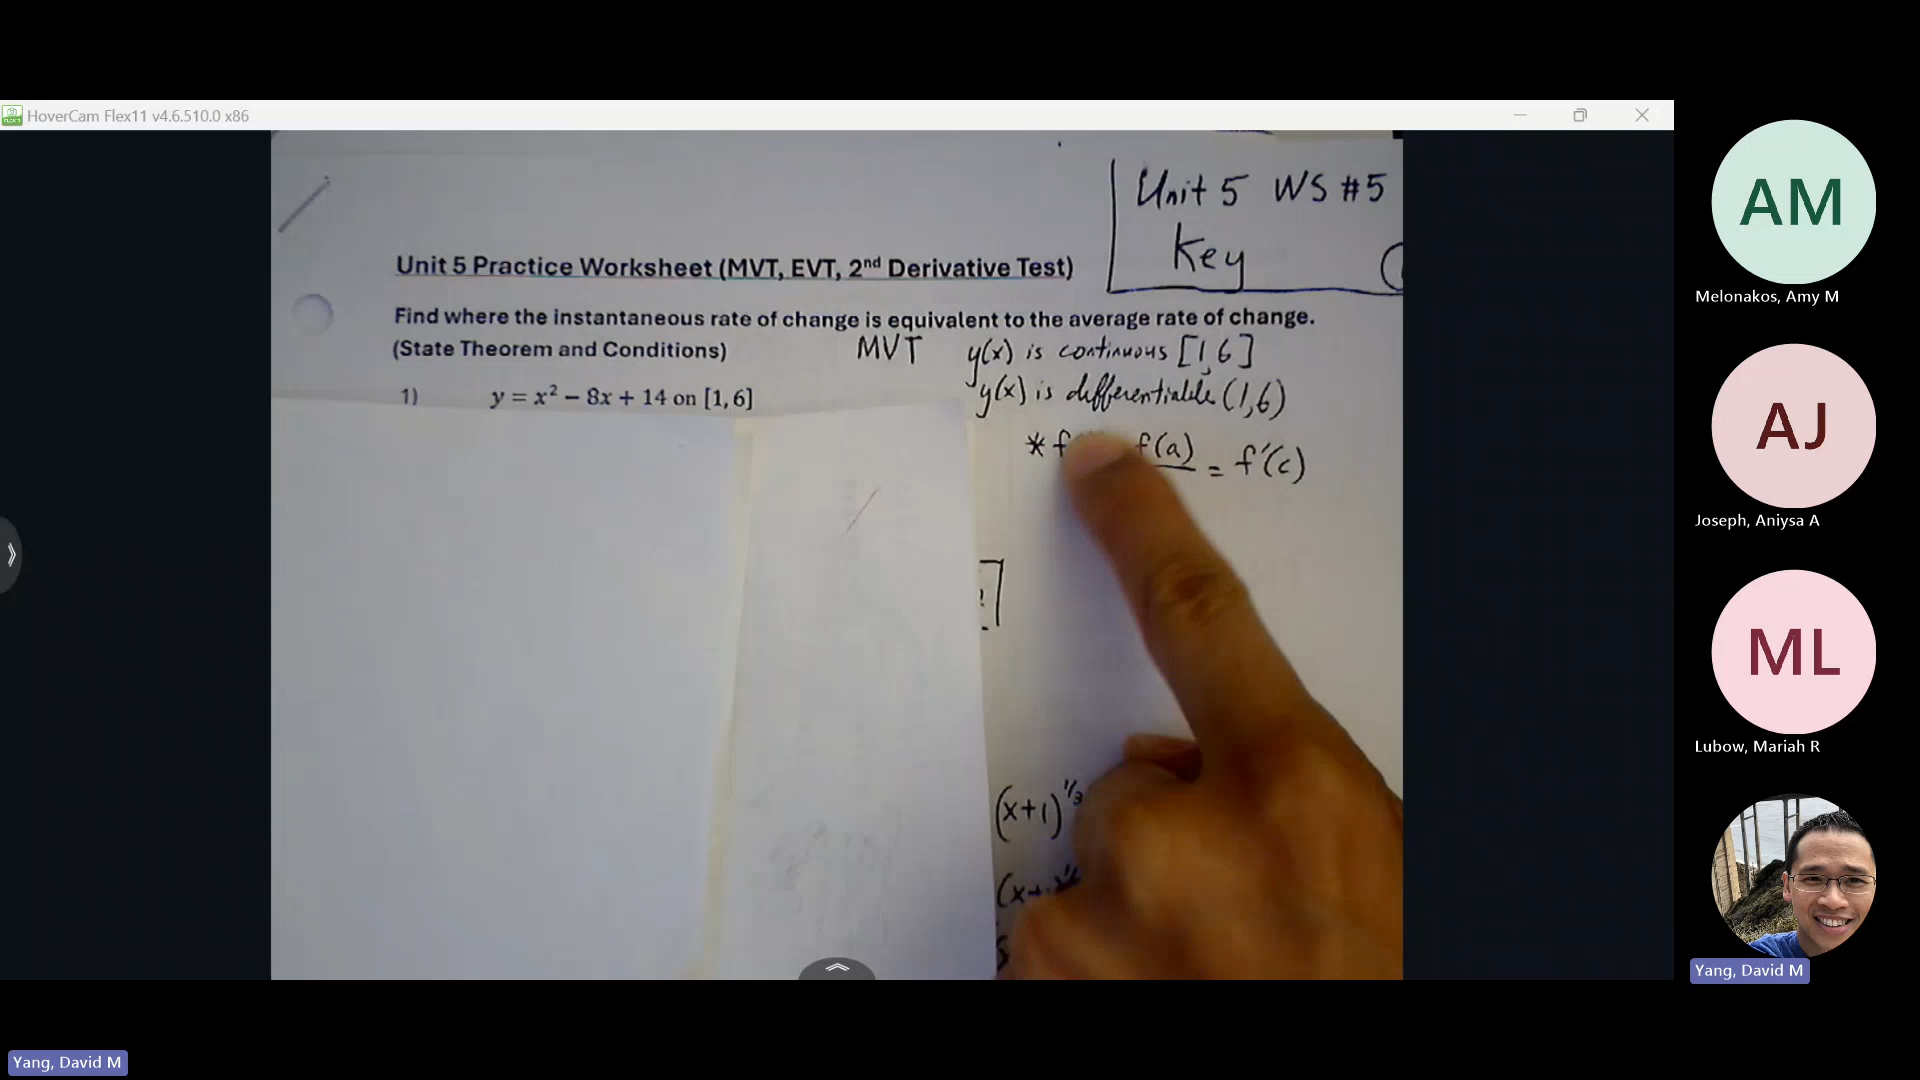 HoverCam Flex11 v4.6.510.0 x86
Unit 5 WS #5
Key
Unit 5 Practice Worksheet (MVT, EVT, 2nd Derivative Test)
Find where the instantaneous rate of change is equivalent to the average rate of change.
(State Theorem and Conditions) MVT y(x) is continuous [1,6]
1) y = x² − 8x + 14 on [1,6] y(x) is differentiable (1,6)
* f f(a) = f'(c)
(x+1)^1/3
(x+
AM
Melonakos, Amy M
AJ
Joseph, Aniysa A
ML
Lubow, Mariah R
Yang, David M
Yang, David M